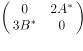 ( 0 2A* )
( 3B* 0 )